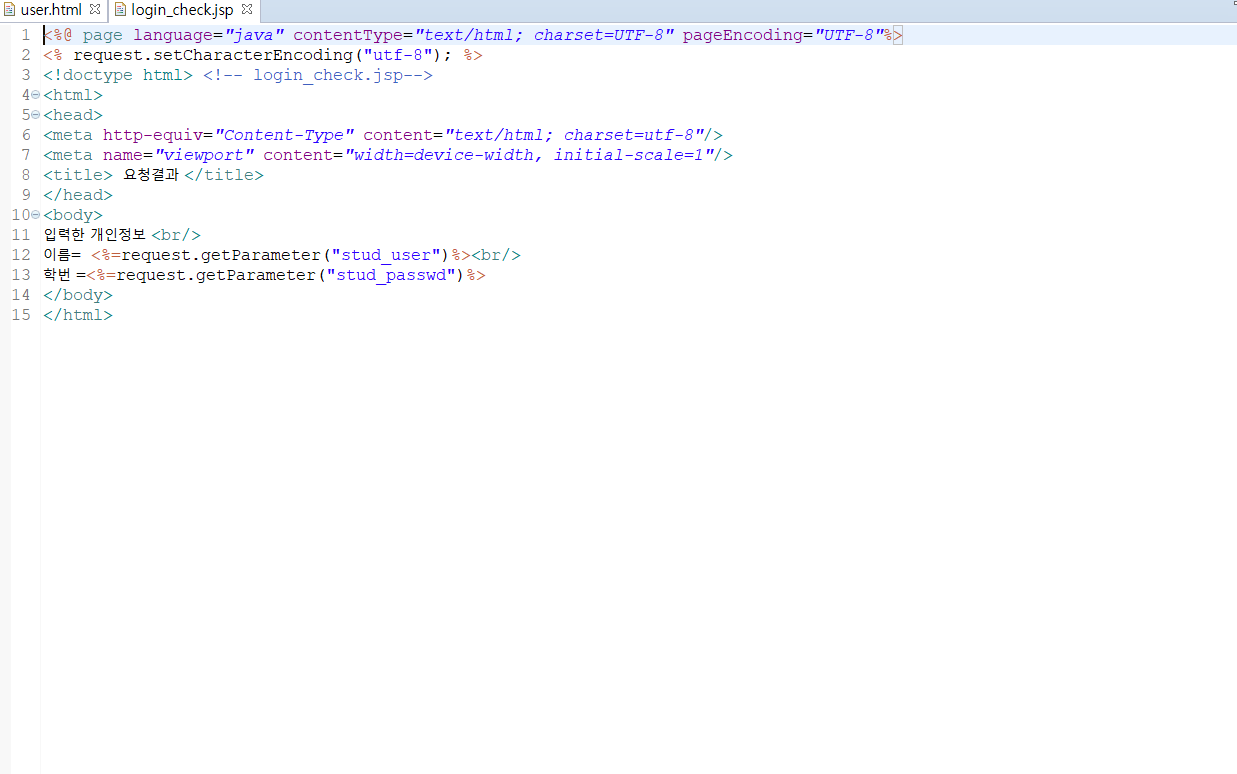 user.html login_check.jsp
1 <%@ page language="java" contentType="text/html; charset=UTF-8" pageEncoding="UTF-8"%>
2 <% request.setCharacterEncoding("utf-8"); %>
3 <!doctype html> <!-- login_check.jsp-->
4 <html>
5 <head>
6 <meta http-equiv="Content-Type" content="text/html; charset=utf-8"/>
7 <meta name="viewport" content="width=device-width, initial-scale=1"/>
8 <title> 요청결과 </title>
9 </head>
10 <body>
11 입력한 개인정보 <br/>
12 이름= <%=request.getParameter("stud_user")%><br/>
13 학번 =<%=request.getParameter("stud_passwd")%>
14 </body>
15 </html>